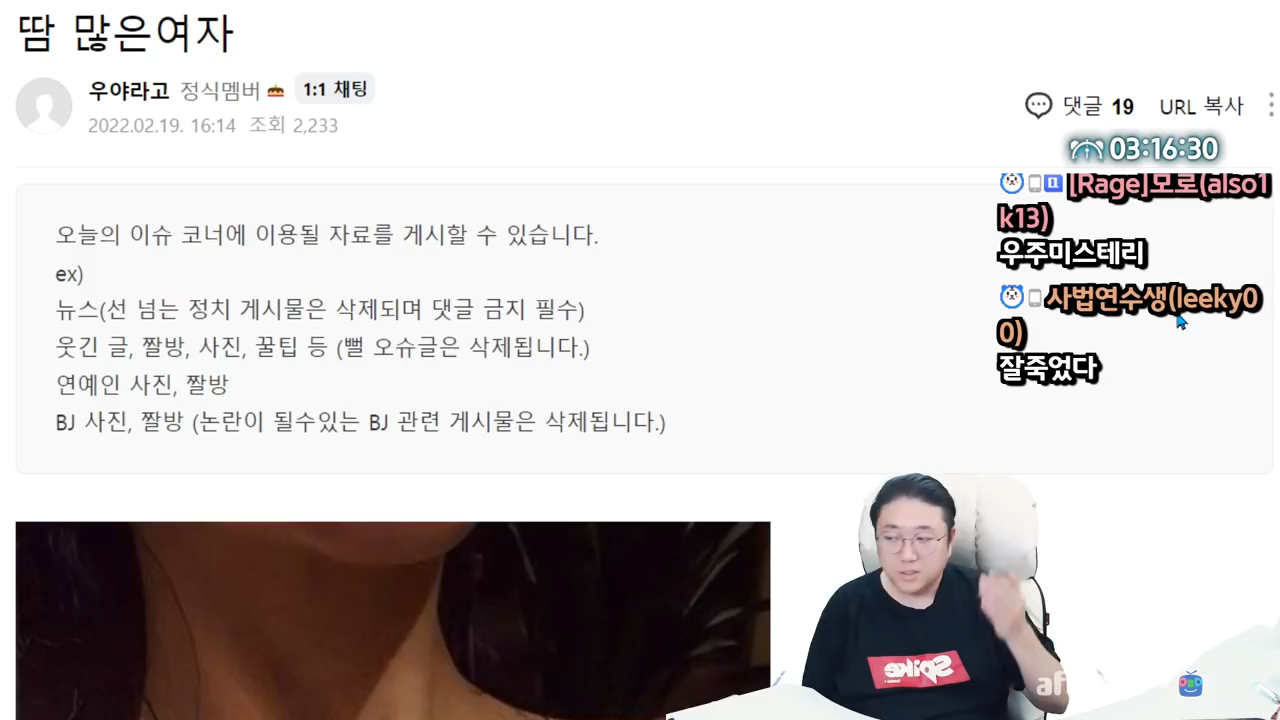 땀 많은여자
우야라고 정식멤버 1:1 채팅
2022.02.19. 16:14 조회 2,233
댓글 19 URL 복사
03:16:30
오늘의 이슈 코너에 이용될 자료를 게시할 수 있습니다.
ex)
뉴스(선 넘는 정치 게시물은 삭제되며 댓글 금지 필수)
웃긴 글, 짤방, 사진, 꿀팁 등 (뻘 오슈글은 삭제됩니다.)
연예인 사진, 짤방
BJ 사진, 짤방 (논란이 될수있는 BJ 관련 게시물은 삭제됩니다.)
[Rage]모로(also1
k13)
우주미스테리
사법연수생(leeky0
0)
잘죽었다
Spike
af